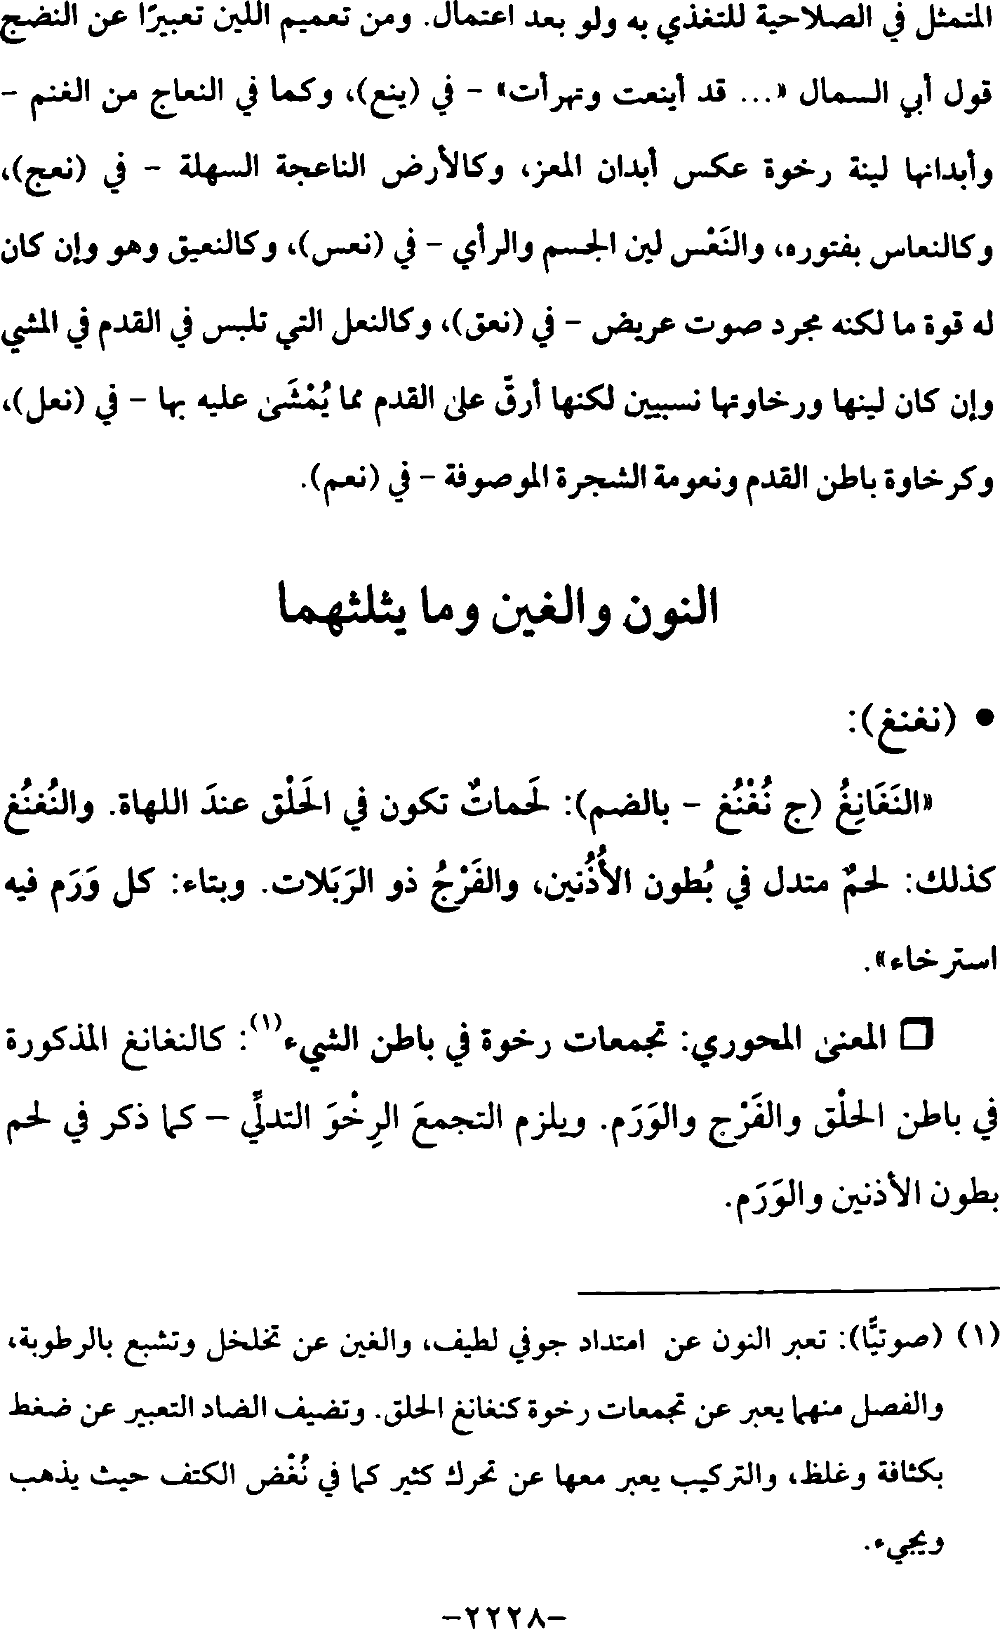 المتمثل في الصلاحية للتغذي به ولو بعد اعتمال. ومن تعميم اللين تعبيرًا عن النضج
قول أبي السمال «... قد أينعت وتهرأت» - في (ينع)، وكما في النعاج من الغنم -
وأبدانها لينة رخوة عكس أبدان المعز، وكالأرض الناعجة السهلة - في (نعج)،
وكالنعاس بفتوره، والنَعْس لين الجسم والرأي - في (نعس)، وكالنعيق وهو وإن كان
له قوة ما لكنه مجرد صوت عريض - في (نعق)، وكالنعل التي تلبس في القدم في المشي
وإن كان لينها ورخاوتها نسبيين لكنها أرقّ على القدم مما يُمْشَى عليه بها - في (نعل)،
وكرخاوة باطن القدم ونعومة الشجرة الموصوفة - في (نعم).
النون والغين وما يثلثهما
• (نغنغ):
«النَغَانِغُ (ج نُغْنُغ - بالضم): لَحماتٌ تكون في الحَلْق عندَ اللهاة. والنُغنُغ
كذلك: لحمٌ متدل في بُطون الأُذُنين، والفَرْجُ ذو الرَبَلات. وبتاء: كل وَرَم فيه
استرخاء».
❒ المعنى المحوري: تجمعات رخوة في باطن الشيء(١): كالنغانغ المذكورة
في باطن الحلْق والفَرْج والوَرَم. ويلزم التجمعَ الرِخْوَ التدلِّي – كما ذكر في لحم
بطون الأذنين والوَرَم.
(١) (صوتيًّا): تعبر النون عن امتداد جوفي لطيف، والغين عن تخلخل وتشبع بالرطوبة،
والفصل منهما يعبر عن تجمعات رخوة كنغانغ الحلق. وتضيف الضاد التعبير عن ضغط
بكثافة وغلظ، والتركيب يعبر معها عن تحرك كثير كما في نُغْض الكتف حيث يذهب
ويجيء.
-٢٢٢٨-